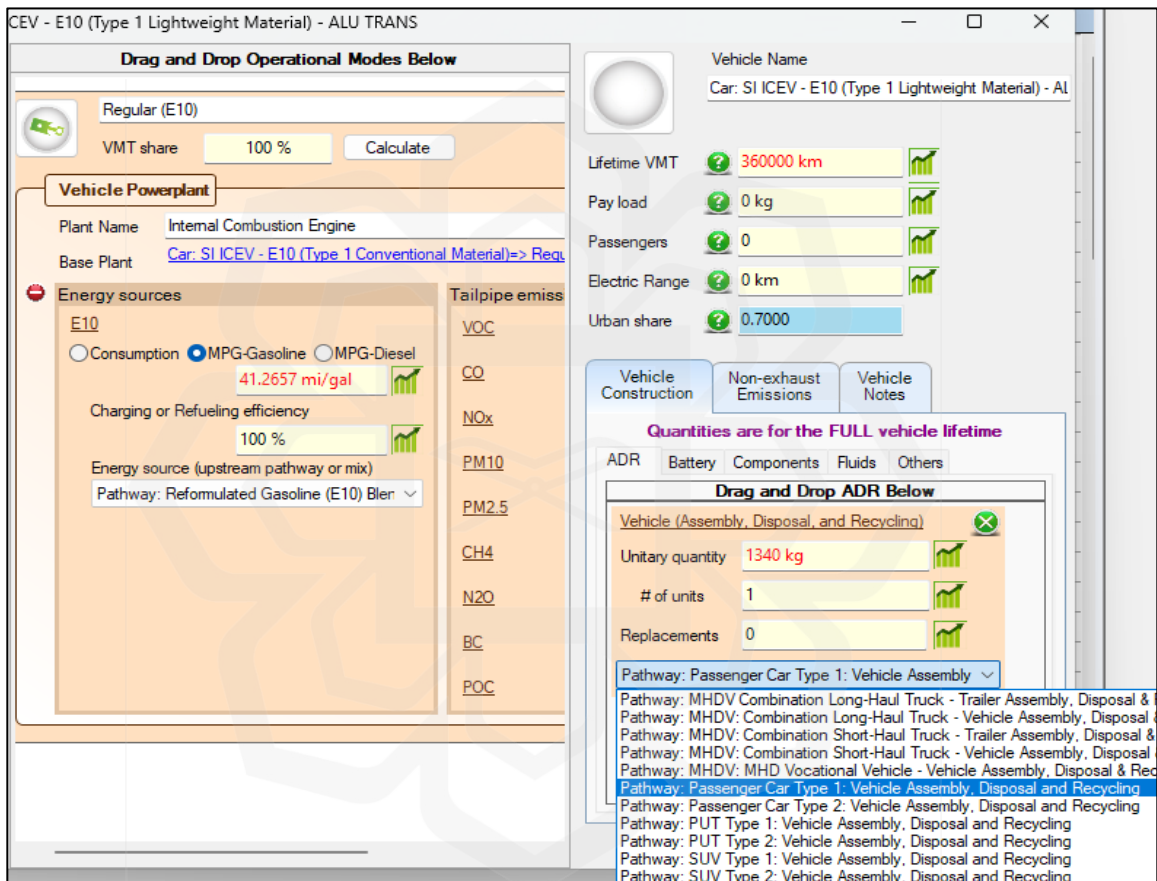 CEV - E10 (Type 1 Lightweight Material) - ALU TRANS
Drag and Drop Operational Modes Below
Regular (E10)
VMT share
100 %
Calculate
Vehicle Powerplant
Plant Name
Internal Combustion Engine
Base Plant
Car: SI ICEV - E10 (Type 1 Conventional Material)=> Requ
Energy sources
E10
Consumption
MPG-Gasoline
MPG-Diesel
41.2657 mi/gal
Charging or Refueling efficiency
100 %
Energy source (upstream pathway or mix)
Pathway: Reformulated Gasoline (E10) Bler
Tailpipe emiss
VOC
CO
NOx
PM10
PM2.5
CH4
N2O
BC
POC
Vehicle Name
Car: SI ICEV - E10 (Type 1 Lightweight Material) - AL
Lifetime VMT
360000 km
Pay load
0 kg
Passengers
0
Electric Range
0 km
Urban share
0.7000
Vehicle Construction
Non-exhaust Emissions
Vehicle Notes
Quantities are for the FULL vehicle lifetime
ADR
Battery
Components
Fluids
Others
Drag and Drop ADR Below
Vehicle (Assembly, Disposal, and Recycling)
Unitary quantity
1340 kg
# of units
1
Replacements
0
Pathway: Passenger Car Type 1: Vehicle Assembly
Pathway: MHDV Combination Long-Haul Truck - Trailer Assembly, Disposal &
Pathway: MHDV: Combination Long-Haul Truck - Vehicle Assembly, Disposal &
Pathway: MHDV: Combination Short-Haul Truck - Trailer Assembly, Disposal &
Pathway: MHDV: Combination Short-Haul Truck - Vehicle Assembly, Disposal
Pathway: MHDV: MHD Vocational Vehicle - Vehicle Assembly, Disposal & Rec
Pathway: Passenger Car Type 1: Vehicle Assembly, Disposal and Recycling
Pathway: Passenger Car Type 2: Vehicle Assembly, Disposal and Recycling
Pathway: PUT Type 1: Vehicle Assembly, Disposal and Recycling
Pathway: PUT Type 2: Vehicle Assembly, Disposal and Recycling
Pathway: SUV Type 1: Vehicle Assembly, Disposal and Recycling
Pathway: SUV Type 2: Vehicle Assembly, Disposal and Recycling